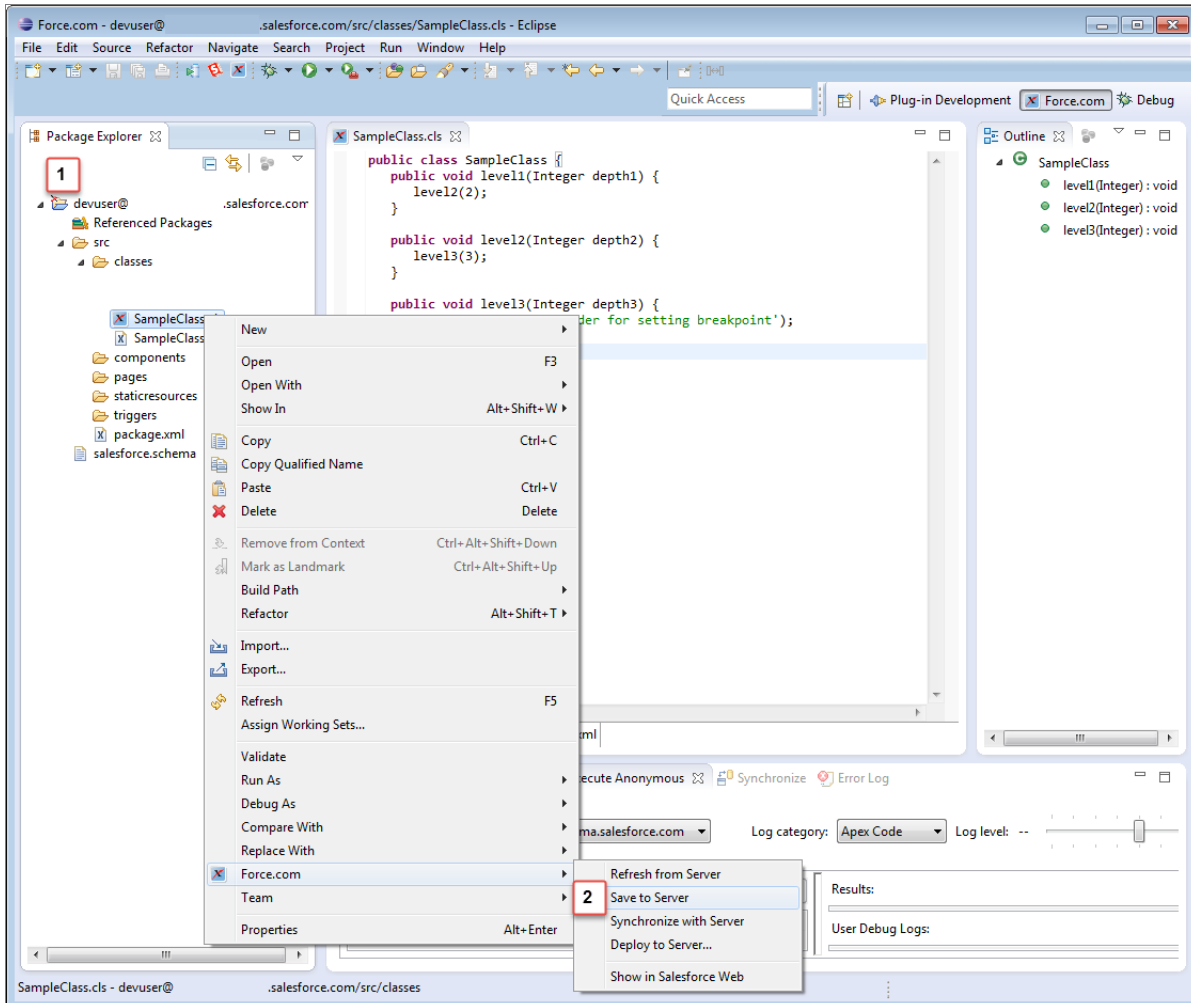 Force.com - devuser@ .salesforce.com/src/classes/SampleClass.cls - Eclipse
File Edit Source Refactor Navigate Search Project Run Window Help
Quick Access
Plug-in Development
Force.com
Debug
Package Explorer
1
devuser@ .salesforce.com
Referenced Packages
src
classes
SampleClass
SampleClass
components
pages
staticresources
triggers
package.xml
salesforce.schema
SampleClass.cls
public class SampleClass {
public void level1(Integer depth1) {
level2(2);
}
public void level2(Integer depth2) {
level3(3);
}
public void level3(Integer depth3) {
der for setting breakpoint');
Outline
SampleClass
level1(Integer) : void
level2(Integer) : void
level3(Integer) : void
New
Open F3
Open With
Show In Alt+Shift+W
Copy Ctrl+C
Copy Qualified Name
Paste Ctrl+V
Delete Delete
Remove from Context Ctrl+Alt+Shift+Down
Mark as Landmark Ctrl+Alt+Shift+Up
Build Path
Refactor Alt+Shift+T
Import...
Export...
Refresh F5
Assign Working Sets...
Validate
Run As
Debug As
Compare With
Replace With
Force.com
Team
Properties Alt+Enter
2
Refresh from Server
Save to Server
Synchronize with Server
Deploy to Server...
Show in Salesforce Web
xml
ecute Anonymous
Synchronize
Error Log
ma.salesforce.com
Log category: Apex Code
Log level: --
Results:
User Debug Logs:
SampleClass.cls - devuser@ .salesforce.com/src/classes